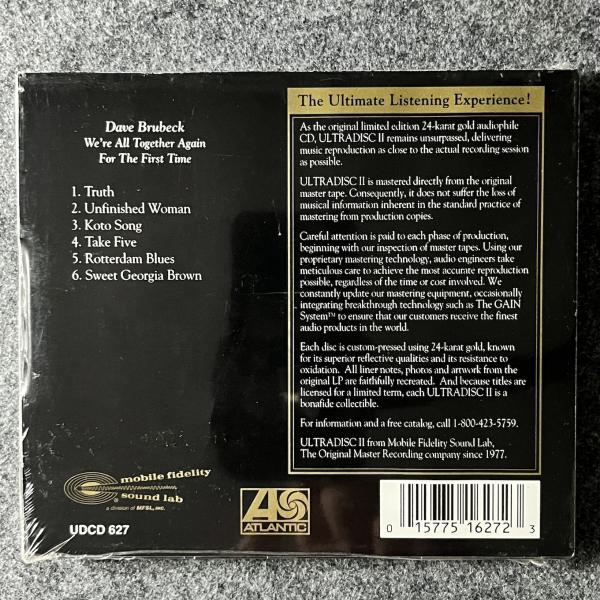 Dave Brubeck
We're All Together Again
For The First Time
1. Truth
2. Unfinished Woman
3. Koto Song
4. Take Five
5. Rotterdam Blues
6. Sweet Georgia Brown
The Ultimate Listening Experience!
As the original limited edition 24-karat gold audiophile
CD, ULTRADISC II remains unsurpassed, delivering
music reproduction as close to the actual recording session
as possible.
ULTRADISC II is mastered directly from the original
master tape. Consequently, it does not suffer the loss of
musical information inherent in the standard practice of
mastering from production copies.
Careful attention is paid to each phase of production,
beginning with our inspection of master tapes. Using our
proprietary mastering technology, audio engineers take
meticulous care to achieve the most accurate reproduction
possible, regardless of the time or cost involved. We
constantly update our mastering equipment, occasionally
integrating breakthrough technology such as The GAIN
System™ to ensure that our customers receive the finest
audio products in the world.
Each disc is custom-pressed using 24-karat gold, known
for its superior reflective qualities and its resistance to
oxidation. All liner notes, photos and artwork from the
original LP are faithfully recreated. And because titles are
licensed for a limited term, each ULTRADISC II is a
bonafide collectible.
For information and a free catalog, call 1-800-423-5759.
ULTRADISC II from Mobile Fidelity Sound Lab,
The Original Master Recording company since 1977.
mobile fidelity
sound lab
a division of MFSL, INC.
UDCD 627
ATLANTIC
0 15775 16272 3